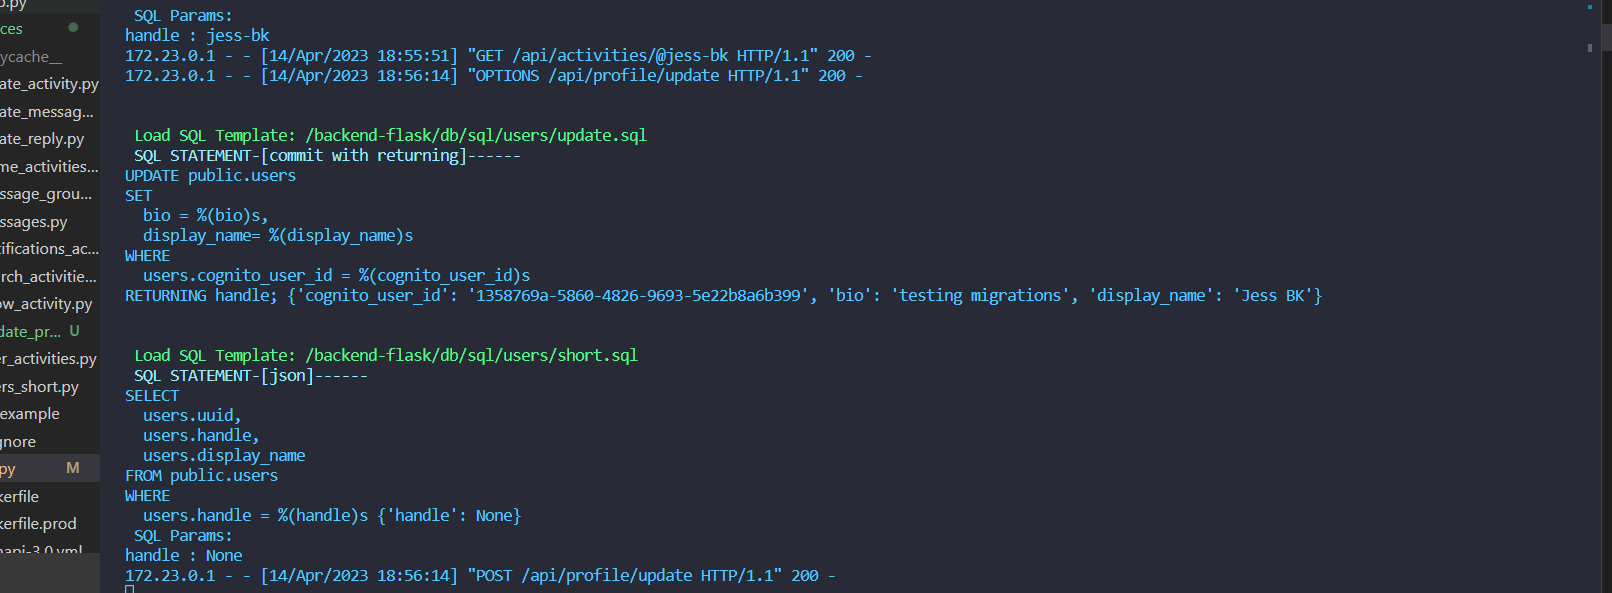 p.py
ces
ycache__
ate_activity.py
ate_messag...
ate_reply.py
me_activities...
ssage_grou...
ssages.py
tifications_ac...
rch_activitie...
ow_activity.py
date_pr... U
er_activities.py
ers_short.py
example
gnore
py M
kerfile
kerfile.prod
napi-3.0.yml
SQL Params:
handle : jess-bk
172.23.0.1 - - [14/Apr/2023 18:55:51] "GET /api/activities/@jess-bk HTTP/1.1" 200 -
172.23.0.1 - - [14/Apr/2023 18:56:14] "OPTIONS /api/profile/update HTTP/1.1" 200 -
Load SQL Template: /backend-flask/db/sql/users/update.sql
SQL STATEMENT-[commit with returning]------
UPDATE public.users
SET
bio = %(bio)s,
display_name= %(display_name)s
WHERE
users.cognito_user_id = %(cognito_user_id)s
RETURNING handle; {'cognito_user_id': '1358769a-5860-4826-9693-5e22b8a6b399', 'bio': 'testing migrations', 'display_name': 'Jess BK'}
Load SQL Template: /backend-flask/db/sql/users/short.sql
SQL STATEMENT-[json]------
SELECT
users.uuid,
users.handle,
users.display_name
FROM public.users
WHERE
users.handle = %(handle)s {'handle': None}
SQL Params:
handle : None
172.23.0.1 - - [14/Apr/2023 18:56:14] "POST /api/profile/update HTTP/1.1" 200 -